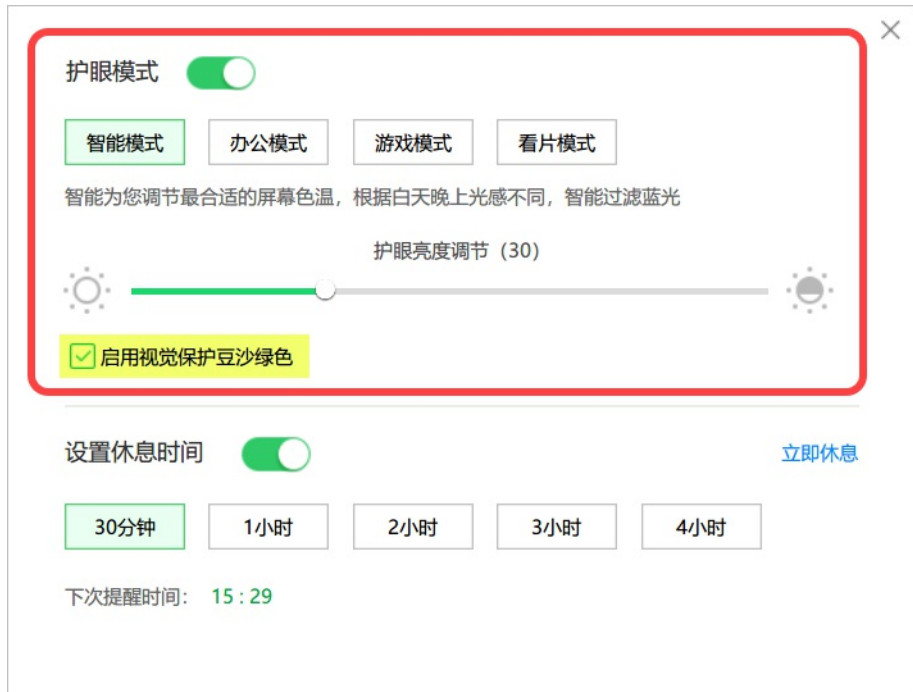 护眼模式
智能模式 办公模式 游戏模式 看片模式
智能为您调节最合适的屏幕色温，根据白天晚上光感不同，智能过滤蓝光
护眼亮度调节（30）
启用视觉保护豆沙绿色
设置休息时间 立即休息
30分钟 1小时 2小时 3小时 4小时
下次提醒时间： 15 : 29